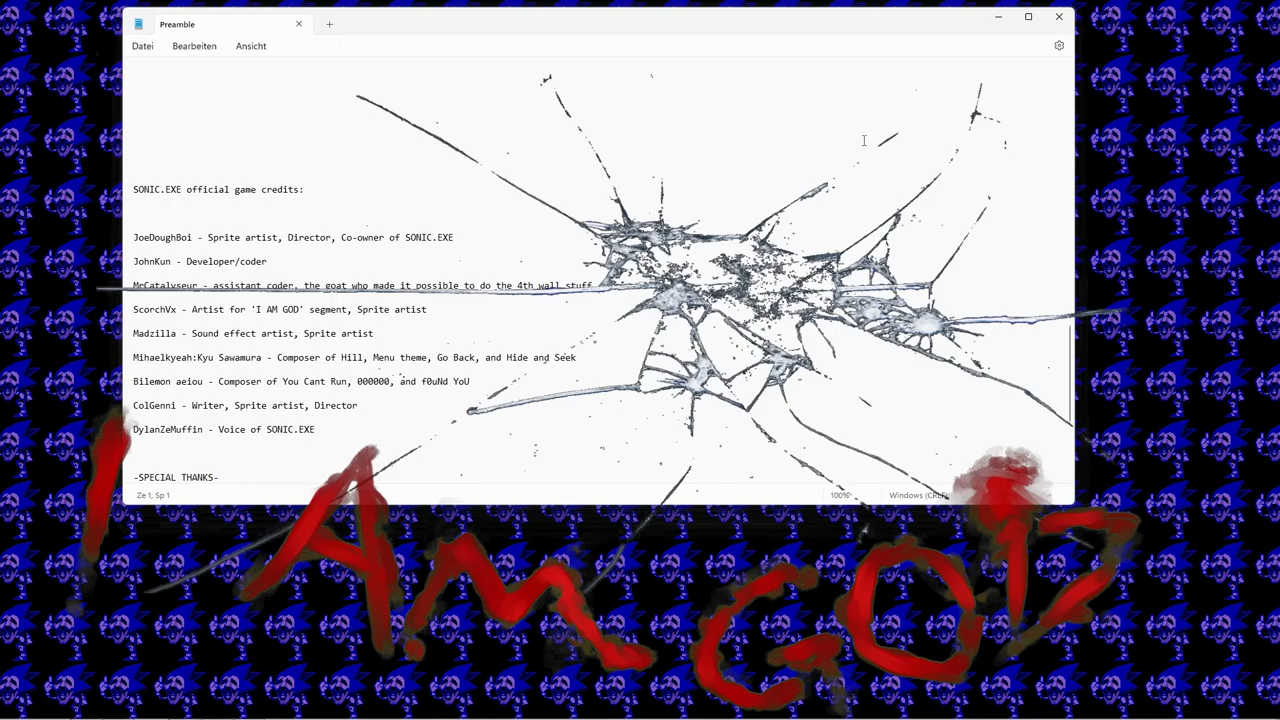 Preamble
Datei Bearbeiten Ansicht
SONIC.EXE official game credits:
JoeDoughBoi - Sprite artist, Director, Co-owner of SONIC.EXE
JohnKun - Developer/coder
MrCatalyseur - assistant coder, the goat who made it possible to do the 4th wall stuff
ScorchVx - Artist for 'I AM GOD' segment, Sprite artist
Madzilla - Sound effect artist, Sprite artist
Mihaelkyeah:Kyu Sawamura - Composer of Hill, Menu theme, Go Back, and Hide and Seek
Bilemon aeiou - Composer of You Cant Run, 000000, and f0uNd YoU
ColGenni - Writer, Sprite artist, Director
DylanZeMuffin - Voice of SONIC.EXE
-SPECIAL THANKS-
Ze 1, Sp 1 100% Windows (CRLF)
I AM GOD